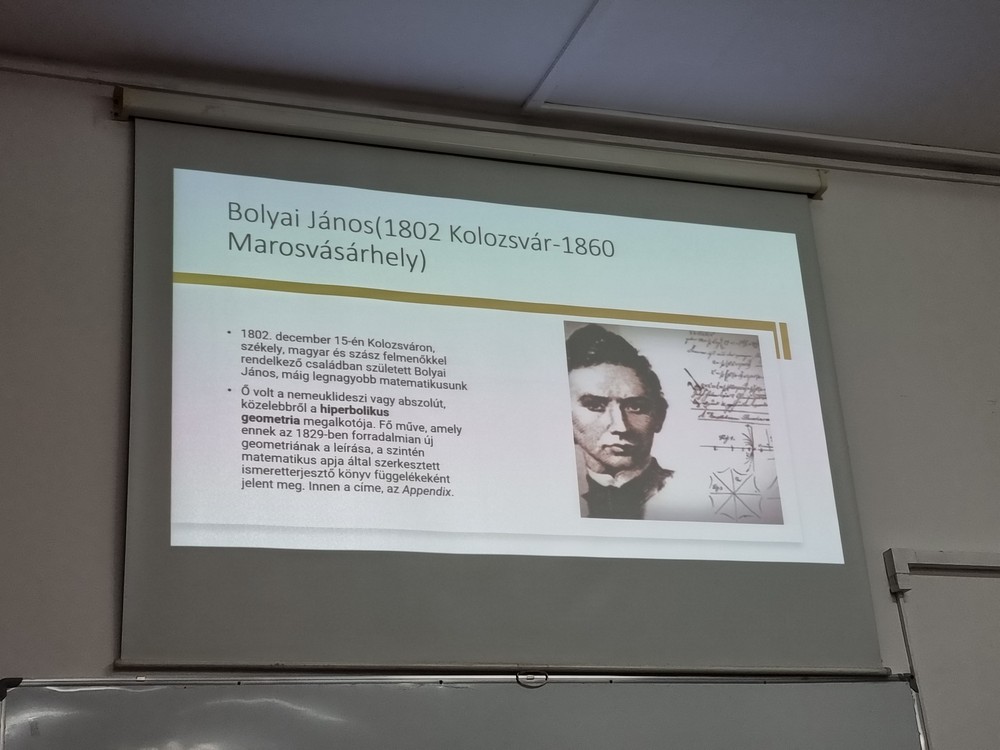 Bolyai János(1802 Kolozsvár-1860
Marosvásárhely)
• 1802. december 15-én Kolozsváron,
székely, magyar és szász felmenőkkel
rendelkező családban született Bolyai
János, máig legnagyobb matematikusunk
• Ő volt a nemeuklideszi vagy abszolút,
közelebbről a hiperbolikus
geometria megalkotója. Fő műve, amely
ennek az 1829-ben forradalmian új
geometriának a leírása, a szintén
matematikus apja által szerkesztett
ismeretterjesztő könyv függelékeként
jelent meg. Innen a címe, az Appendix.